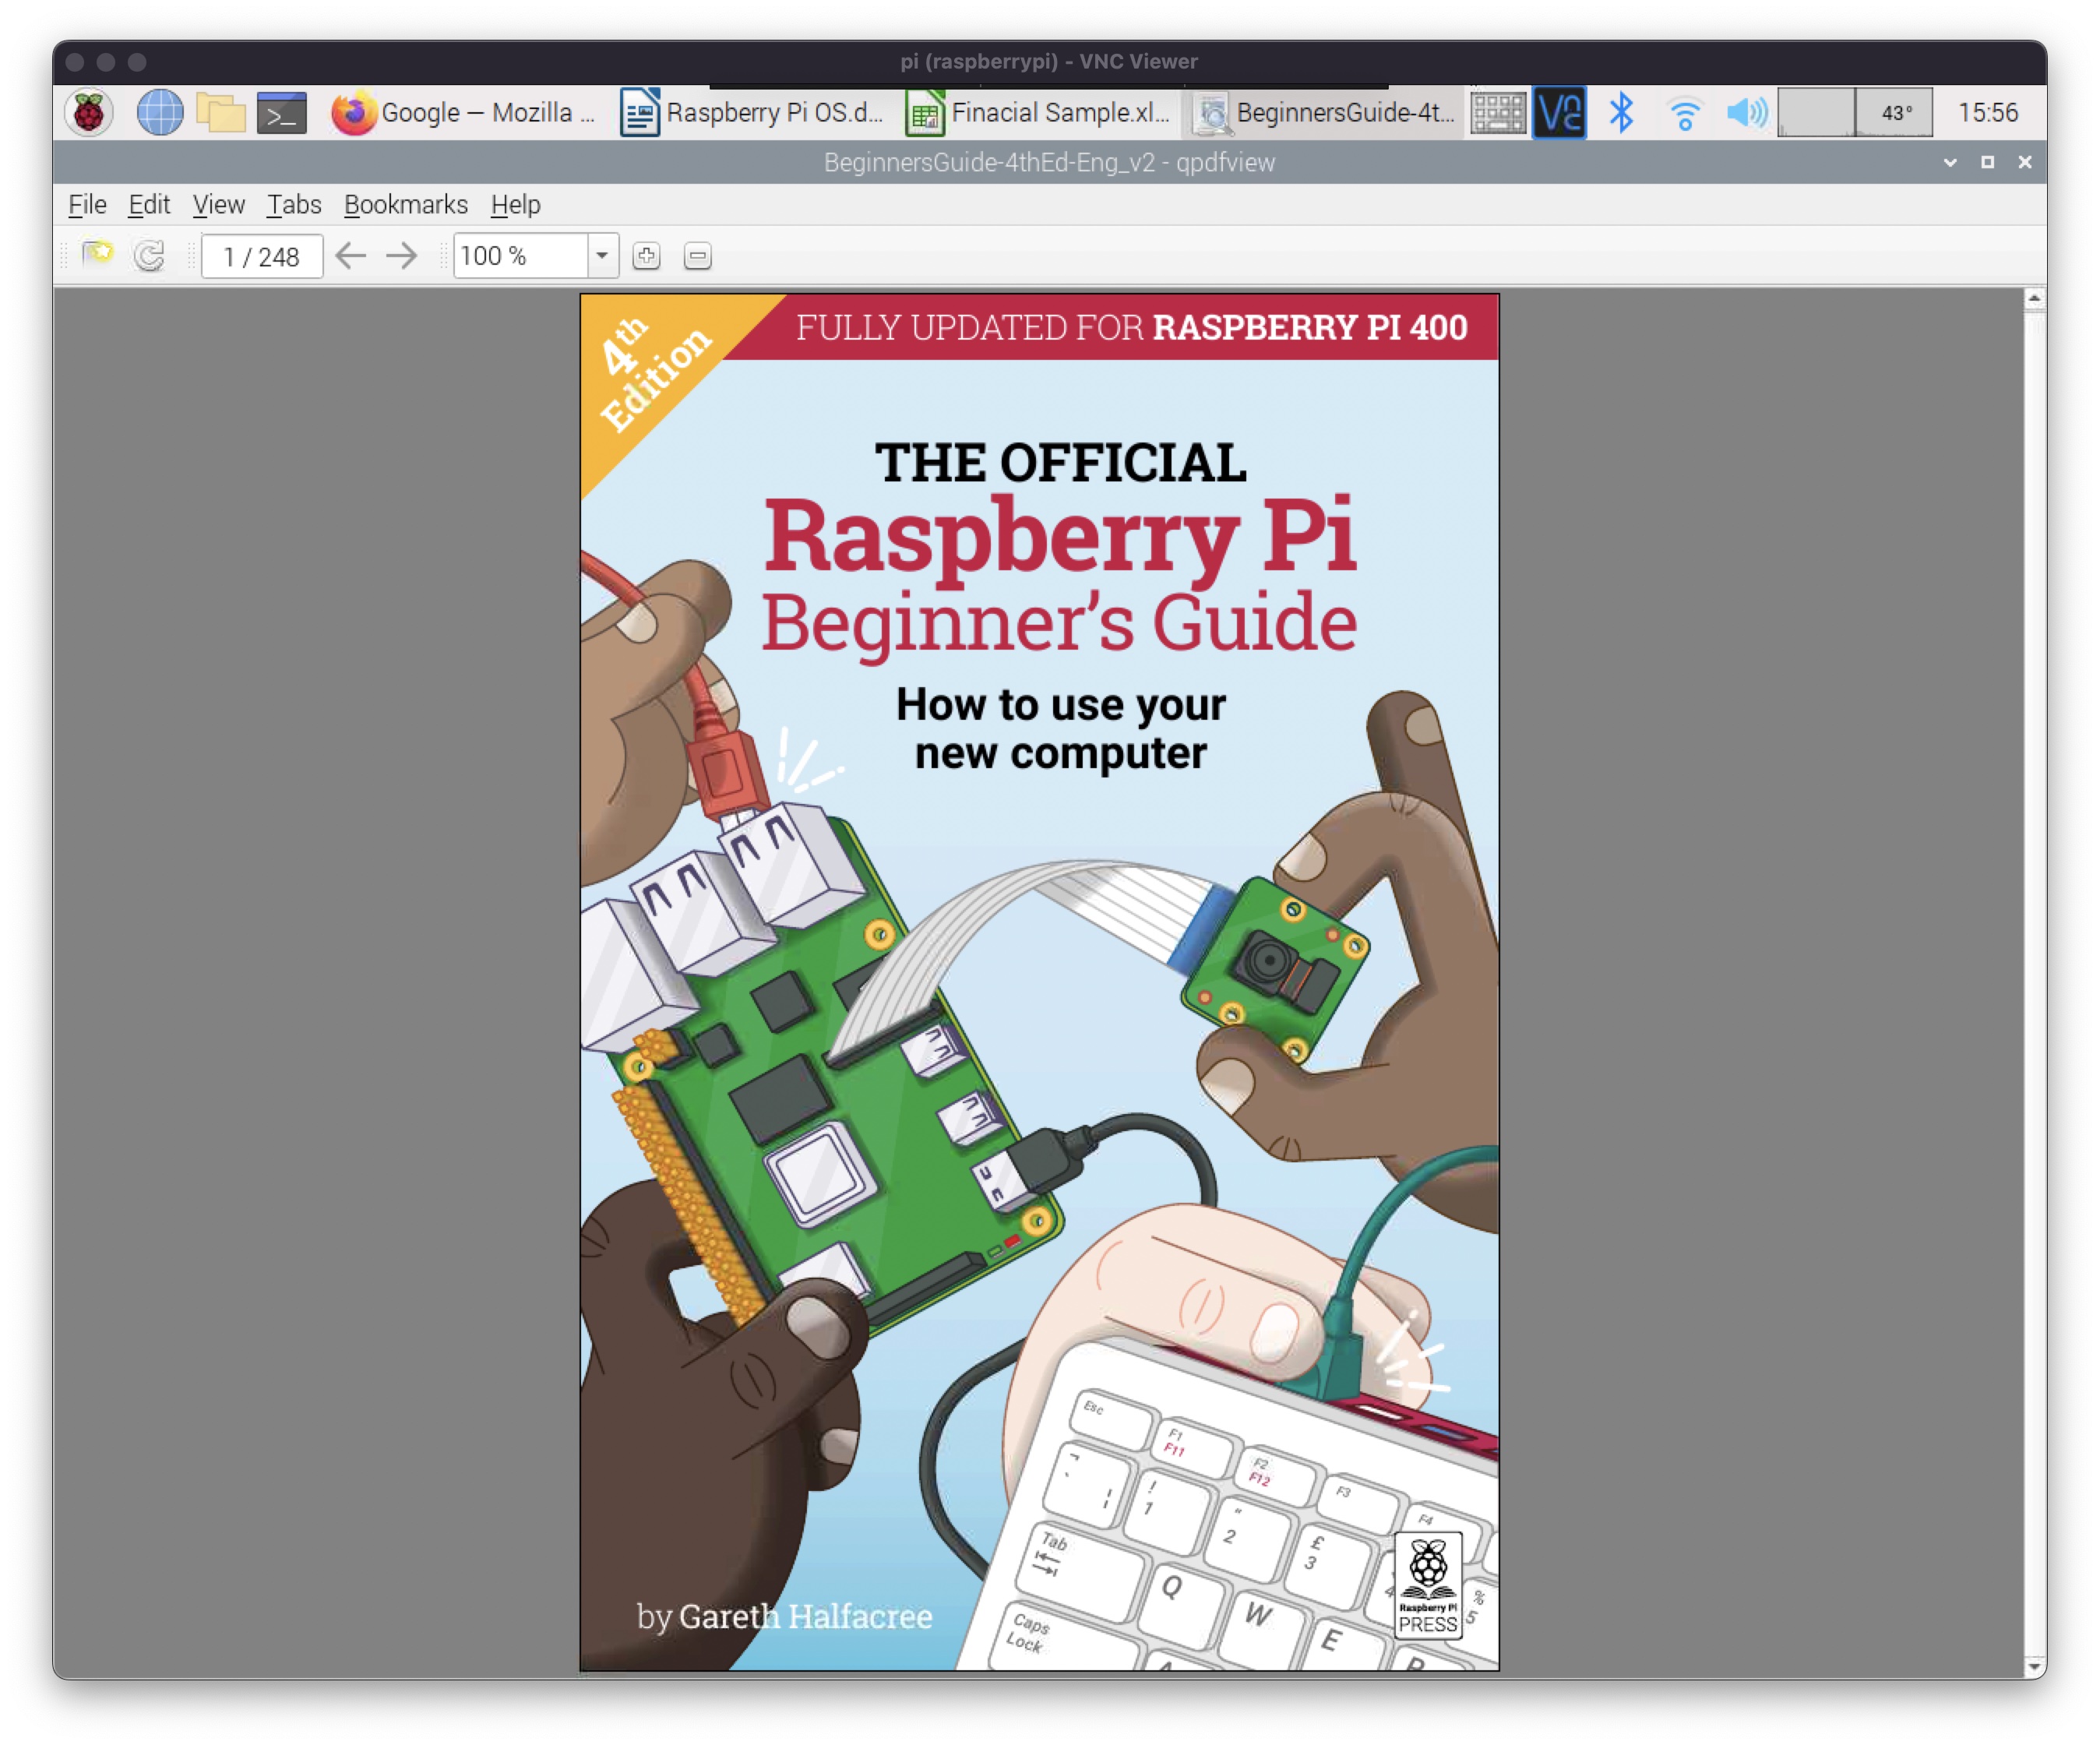 pi (raspberrypi) - VNC Viewer
Google — Mozilla ...
Raspberry Pi OS.d...
Finacial Sample.xl...
BeginnersGuide-4t...
43°
15:56
BeginnersGuide-4thEd-Eng_v2 - qpdfview
File Edit View Tabs Bookmarks Help
1 / 248
100 %
4th
Edition
FULLY UPDATED FOR RASPBERRY PI 400
THE OFFICIAL
Raspberry Pi
Beginner's Guide
How to use your
new computer
Esc
F1
F11
F2
F12
F3
F4
! 1
" 2
£ 3
% 5
Tab
Q
W
E
Caps
Lock
Raspberry Pi
PRESS
by Gareth Halfacree